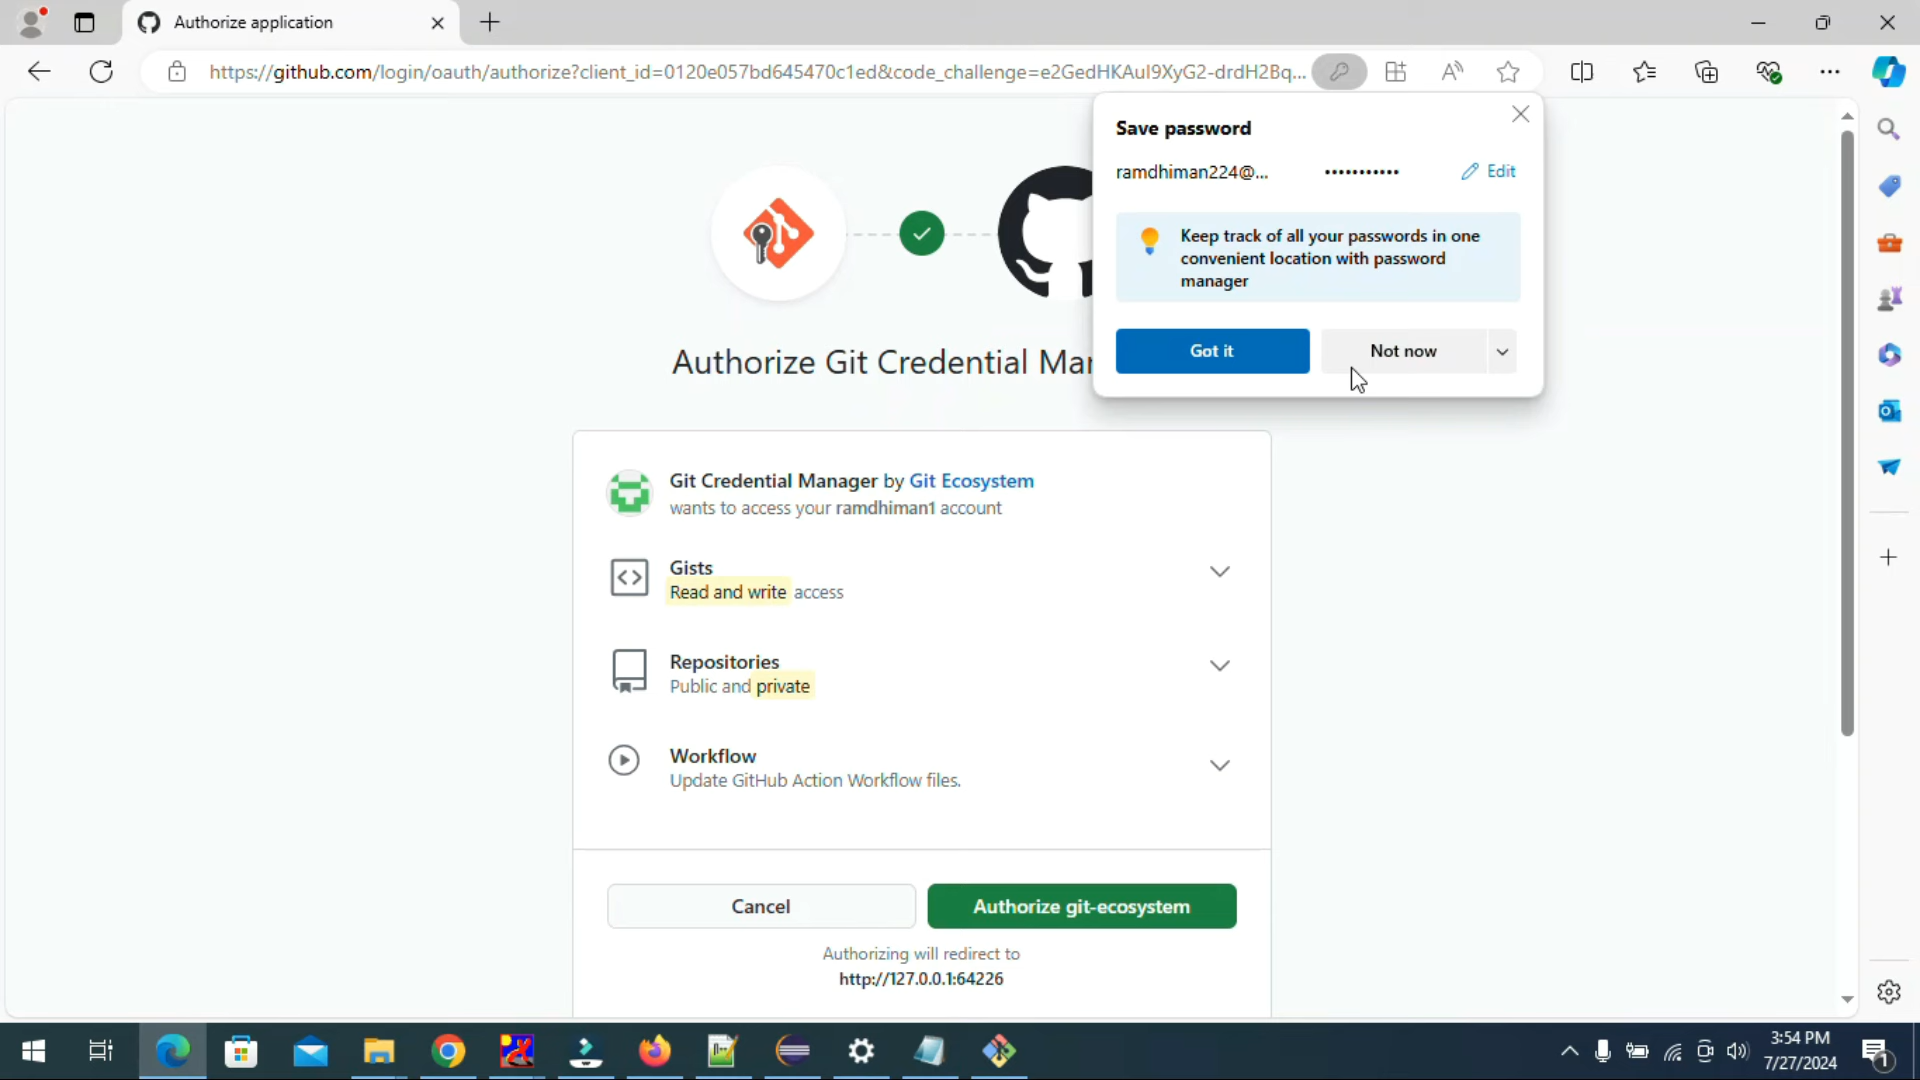 Authorize application
https://github.com/login/oauth/authorize?client_id=0120e057bd645470c1ed&code_challenge=e2GedHKAuI9XyG2-drdH2Bq...
Save password
ramdhiman224@... ••••••••••• Edit
Keep track of all your passwords in one
convenient location with password
manager
Got it Not now
Authorize Git Credential Ma
Git Credential Manager by Git Ecosystem
wants to access your ramdhiman1 account
Gists
Read and write access
Repositories
Public and private
Workflow
Update GitHub Action Workflow files.
Cancel Authorize git-ecosystem
Authorizing will redirect to
http://127.0.0.1:64226
3:54 PM
7/27/2024
1